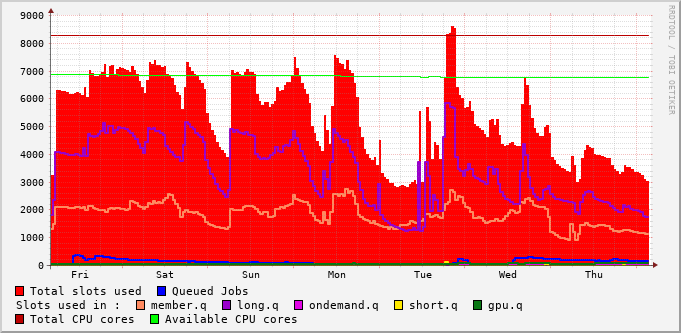 9000
8000
7000
6000
5000
4000
3000
2000
1000
0
Fri Sat Sun Mon Tue Wed Thu
RRDTOOL / TOBI OETIKER
Total slots used Queued Jobs
Slots used in : member.q long.q ondemand.q short.q gpu.q
Total CPU cores Available CPU cores